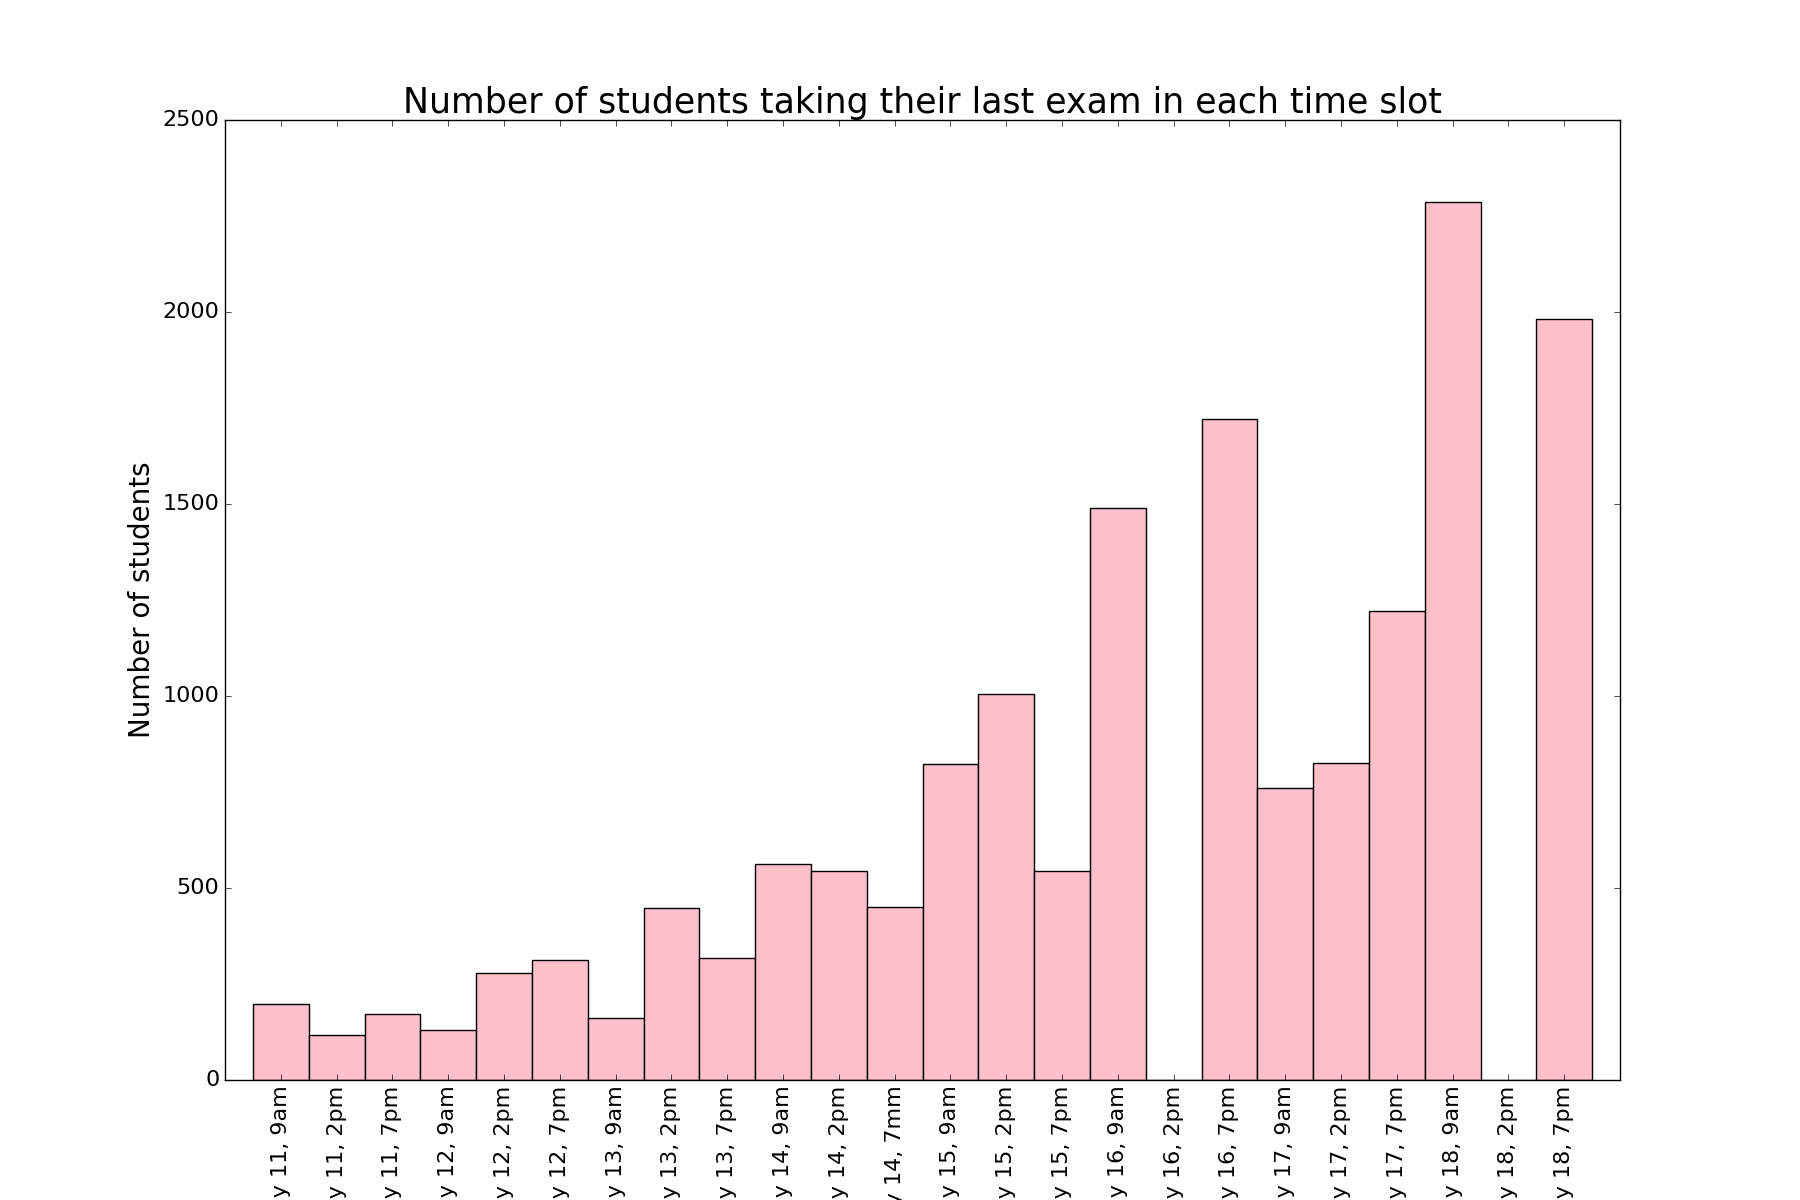 Number of students taking their last exam in each time slot
Number of students
2500
2000
1500
1000
500
0
y 11, 9am
y 11, 2pm
y 11, 7pm
y 12, 9am
y 12, 2pm
y 12, 7pm
y 13, 9am
y 13, 2pm
y 13, 7pm
y 14, 9am
y 14, 2pm
y 14, 7mm
y 15, 9am
y 15, 2pm
y 15, 7pm
y 16, 9am
y 16, 2pm
y 16, 7pm
y 17, 9am
y 17, 2pm
y 17, 7pm
y 18, 9am
y 18, 2pm
y 18, 7pm